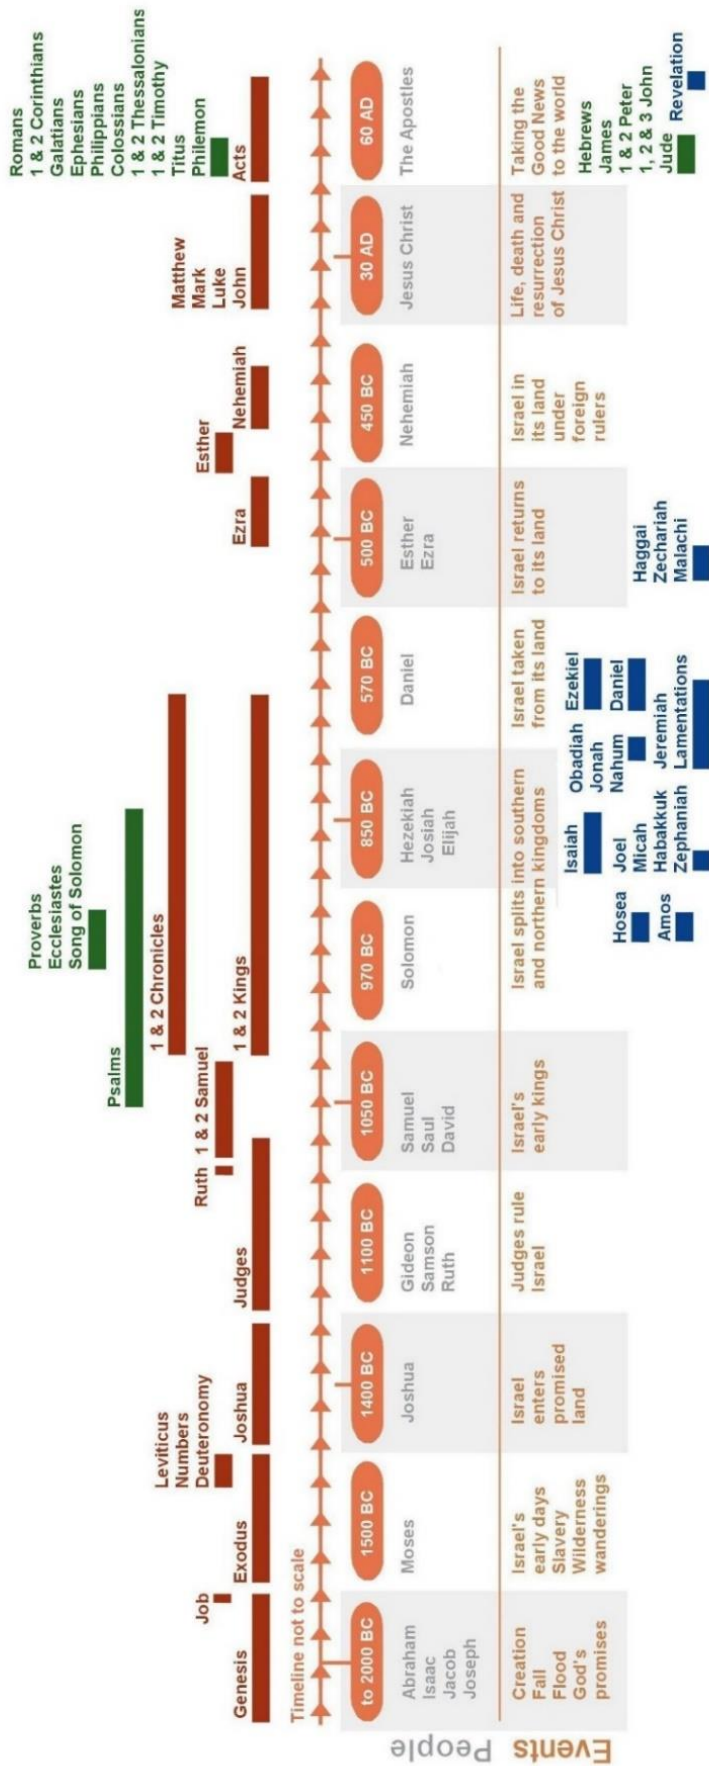 Proverbs
Ecclesiastes
Song of Solomon
Psalms
1 & 2 Chronicles
Romans
1 & 2 Corinthians
Galatians
Ephesians
Philippians
Colossians
1 & 2 Thessalonians
1 & 2 Timothy
Titus
Philemon
Leviticus
Numbers
Deuteronomy
Matthew
Mark
Luke
John
Job
Ruth
1 & 2 Samuel
Esther
Genesis
Exodus
Joshua
Judges
1 & 2 Kings
Ezra
Nehemiah
Acts
Timeline not to scale
to 2000 BC
1500 BC
1400 BC
1100 BC
1050 BC
970 BC
850 BC
570 BC
500 BC
450 BC
30 AD
60 AD
People
Abraham
Isaac
Jacob
Joseph
Moses
Joshua
Gideon
Samson
Ruth
Samuel
Saul
David
Solomon
Hezekiah
Josiah
Elijah
Daniel
Esther
Ezra
Nehemiah
Jesus Christ
The Apostles
Events
Creation
Fall
Flood
God's
promises
Israel's
early days
Slavery
Wilderness
wanderings
Israel
enters
promised
land
Judges rule
Israel
Israel's
early kings
Israel splits into southern
and northern kingdoms
Israel taken
from its land
Israel returns
to its land
Israel in
its land
under
foreign
rulers
Life, death and
resurrection
of Jesus Christ
Taking the
Good News
to the world
Hosea
Amos
Isaiah
Joel
Micah
Habakkuk
Zephaniah
Obadiah
Jonah
Nahum
Jeremiah
Lamentations
Ezekiel
Daniel
Haggai
Zechariah
Malachi
Hebrews
James
1 & 2 Peter
1, 2 & 3 John
Jude
Revelation